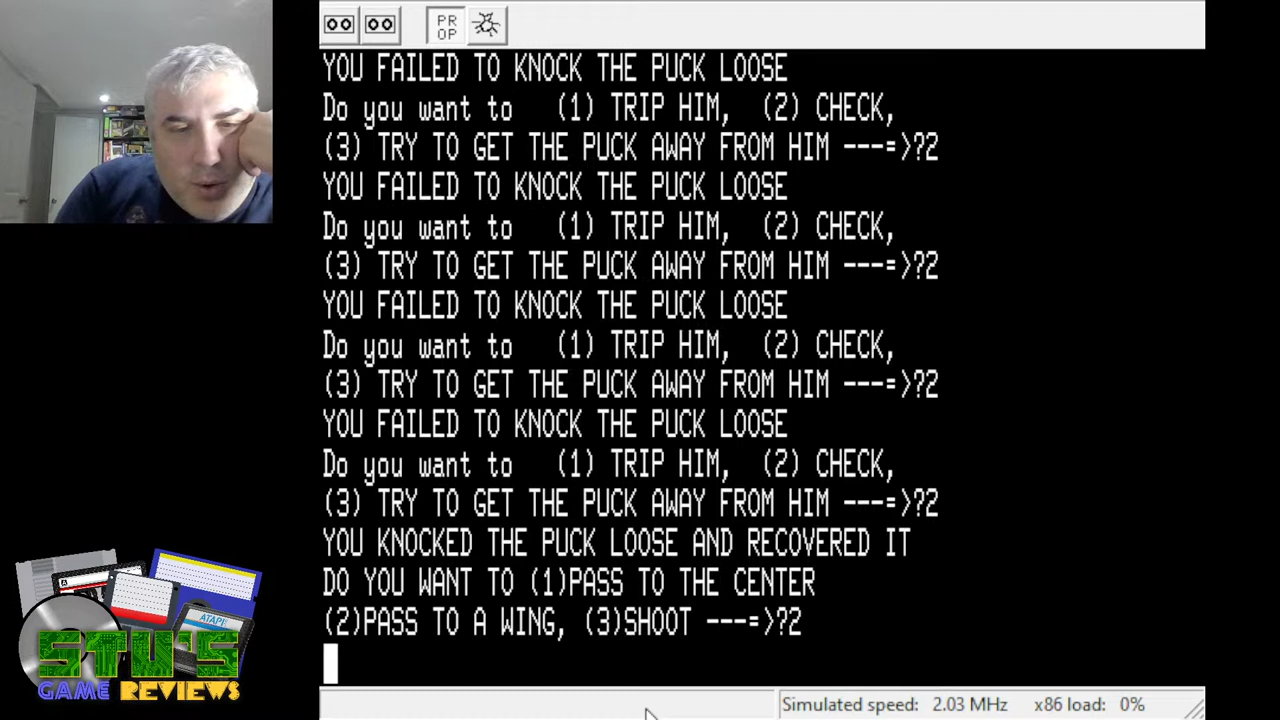 PR
OP
YOU FAILED TO KNOCK THE PUCK LOOSE
Do you want to (1) TRIP HIM, (2) CHECK,
(3) TRY TO GET THE PUCK AWAY FROM HIM ---=>?2
YOU FAILED TO KNOCK THE PUCK LOOSE
Do you want to (1) TRIP HIM, (2) CHECK,
(3) TRY TO GET THE PUCK AWAY FROM HIM ---=>?2
YOU FAILED TO KNOCK THE PUCK LOOSE
Do you want to (1) TRIP HIM, (2) CHECK,
(3) TRY TO GET THE PUCK AWAY FROM HIM ---=>?2
YOU FAILED TO KNOCK THE PUCK LOOSE
Do you want to (1) TRIP HIM, (2) CHECK,
(3) TRY TO GET THE PUCK AWAY FROM HIM ---=>?2
YOU KNOCKED THE PUCK LOOSE AND RECOVERED IT
DO YOU WANT TO (1)PASS TO THE CENTER
(2)PASS TO A WING, (3)SHOOT ---=>?2
Simulated speed: 2.03 MHz x86 load: 0%
STU'S
GAME REVIEWS